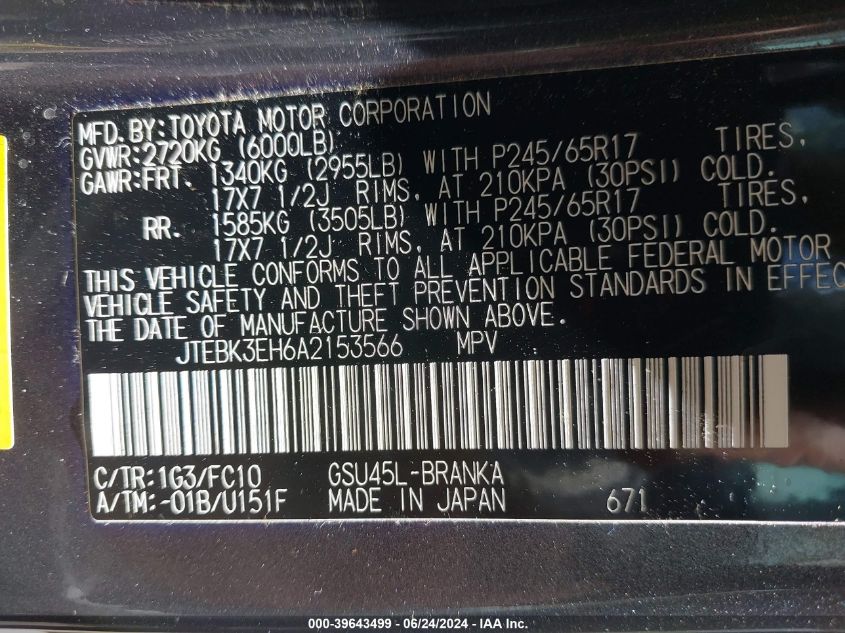 MFD. BY: TOYOTA MOTOR CORPORATION
GVWR: 2720KG (6000LB)
GAWR: FRT. 1340KG (2955LB) WITH P245/65R17 TIRES,
17X7 1/2J RIMS, AT 210KPA (30PSI) COLD.
RR. 1585KG (3505LB) WITH P245/65R17 TIRES,
17X7 1/2J RIMS, AT 210KPA (30PSI) COLD.
THIS VEHICLE CONFORMS TO ALL APPLICABLE FEDERAL MOTOR
VEHICLE SAFETY AND THEFT PREVENTION STANDARDS IN EFFEC
THE DATE OF MANUFACTURE SHOWN ABOVE.
JTEBK3EH6A2153566 MPV
C/TR: 1G3/FC10 GSU45L-BRANKA
A/TM: -01B/U151F MADE IN JAPAN 671
000-39643499 - 06/24/2024 - IAA Inc.